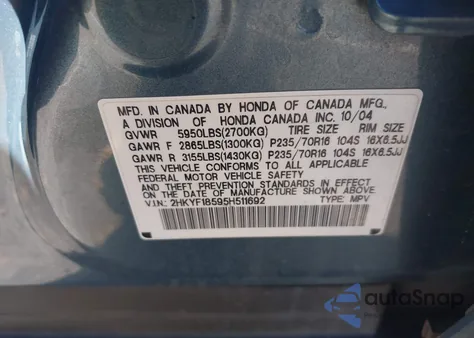 MFD. IN CANADA BY HONDA OF CANADA MFG.,
A DIVISION OF HONDA CANADA INC. 10/04
GVWR 5950LBS(2700KG) TIRE SIZE RIM SIZE
GAWR F 2865LBS(1300KG) P235/70R16 104S 16X6.5JJ
GAWR R 3155LBS(1430KG) P235/70R16 104S 16X6.5JJ
THIS VEHICLE CONFORMS TO ALL APPLICABLE
FEDERAL MOTOR VEHICLE SAFETY STANDARDS
IN EFFECT ON THE DATE OF MANUFACTURE
SHOWN ABOVE.
V.I.N.: 2HKYF18595H511692 TYPE: MPV
autoSnap